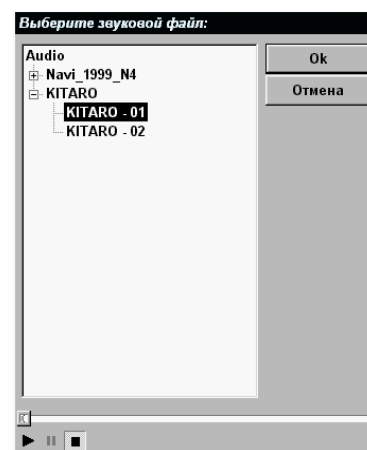 Выберите звуковой файл:
Audio
Navi_1999_N4
KITARO
KITARO - 01
KITARO - 02
Ok
Отмена